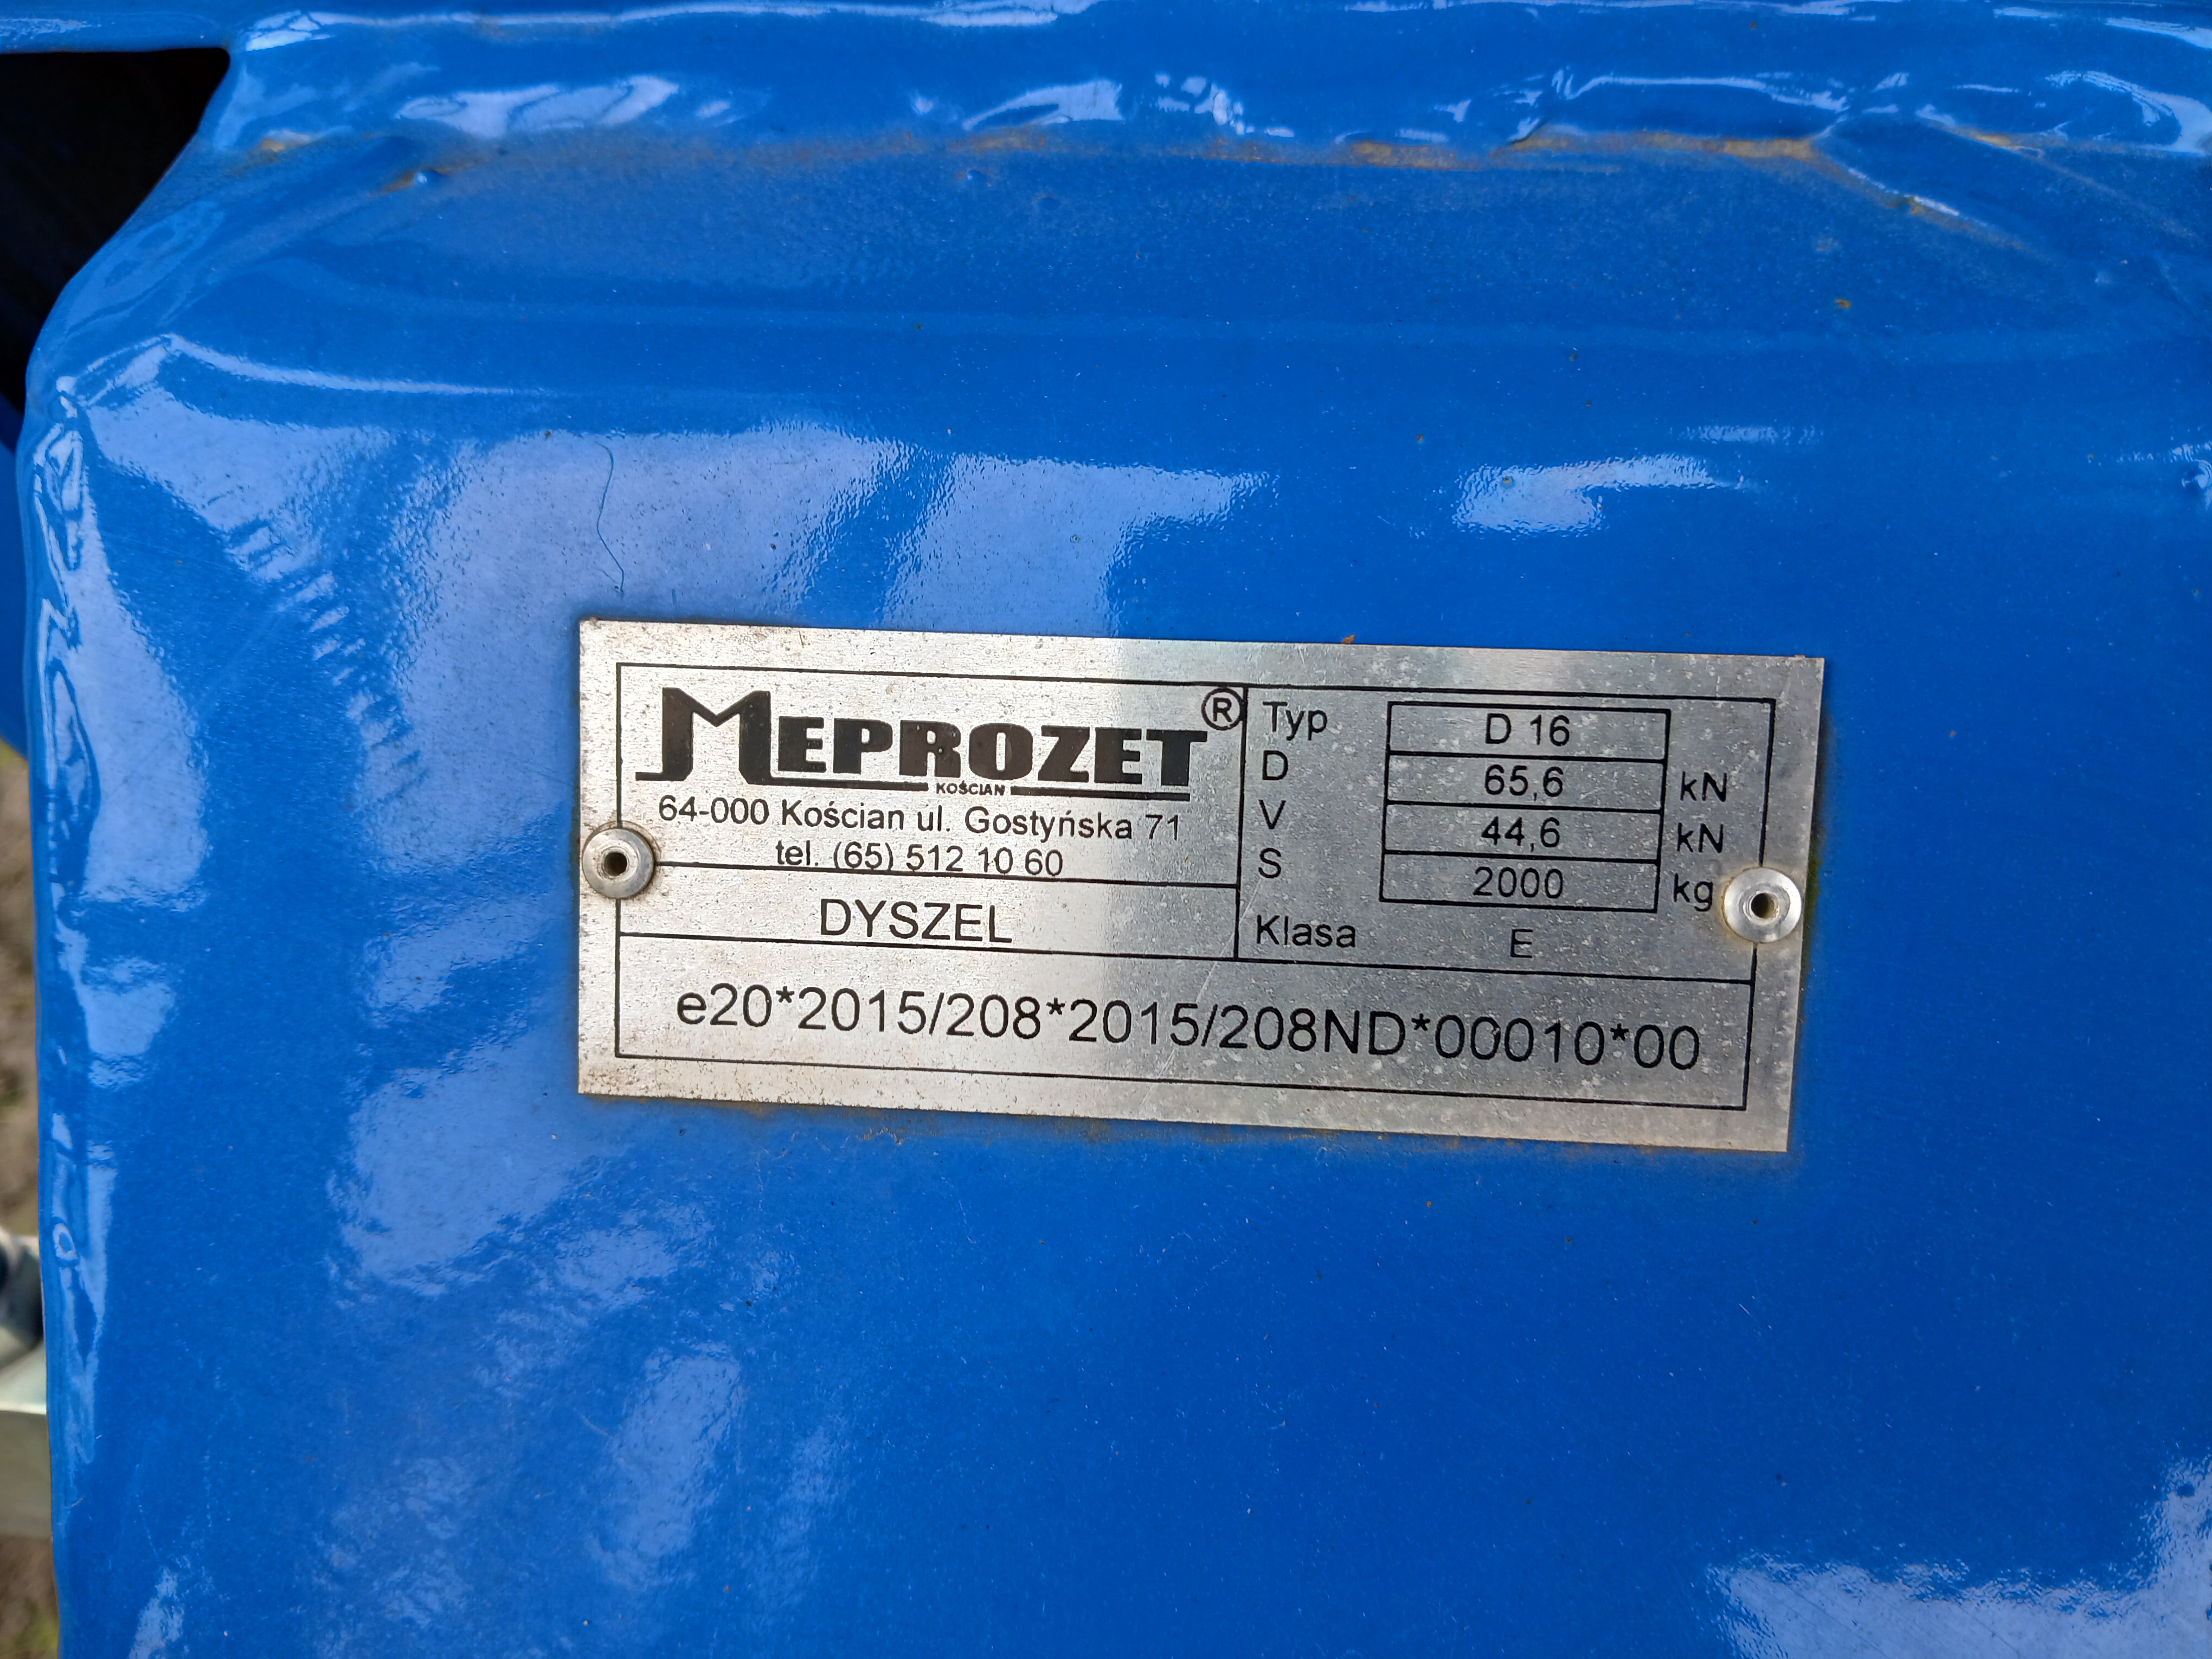 MEPROZET®
KOŚCIAN
64-000 Kościan ul. Gostyńska 71
tel. (65) 512 10 60
DYSZEL
Typ D 16
D 65,6 kN
V 44,6 kN
S 2000 kg
Klasa E
e20*2015/208*2015/208ND*00010*00